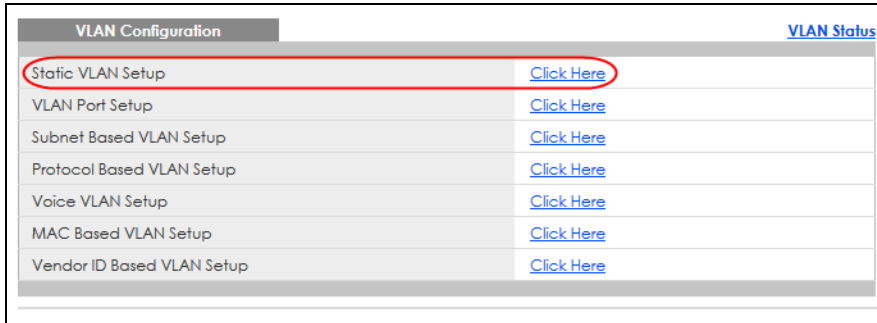 VLAN Configuration VLAN Status
Static VLAN Setup Click Here
VLAN Port Setup Click Here
Subnet Based VLAN Setup Click Here
Protocol Based VLAN Setup Click Here
Voice VLAN Setup Click Here
MAC Based VLAN Setup Click Here
Vendor ID Based VLAN Setup Click Here